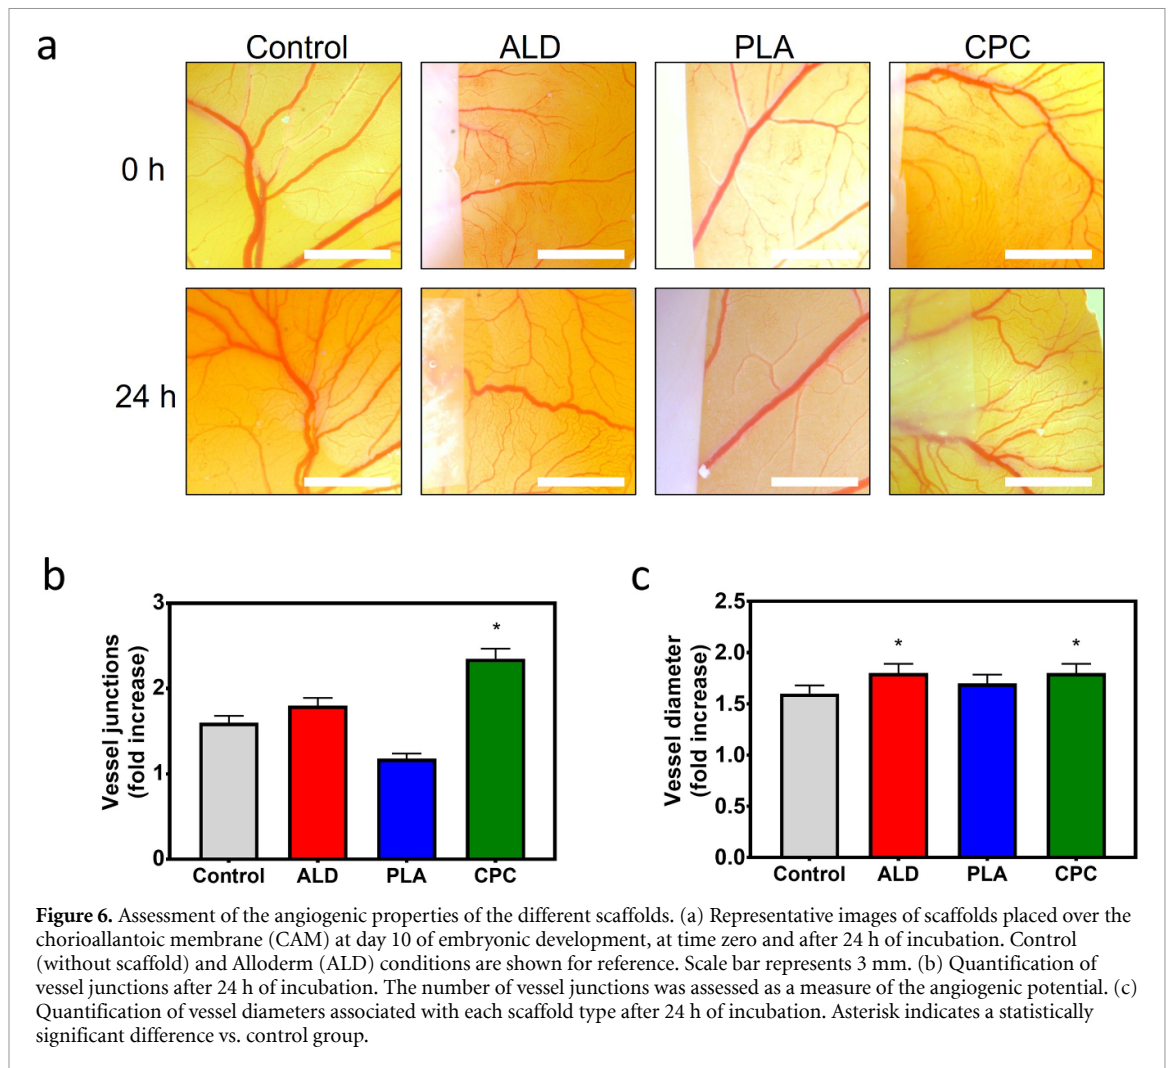 a
Control ALD PLA CPC
0 h
24 h
b
Vessel junctions
(fold increase)
3
2
1
0
*
Control ALD PLA CPC
c
Vessel diameter
(fold increase)
2.5
2.0
1.5
1.0
0.5
0.0
* *
Control ALD PLA CPC
Figure 6. Assessment of the angiogenic properties of the different scaffolds. (a) Representative images of scaffolds placed over the
chorioallantoic membrane (CAM) at day 10 of embryonic development, at time zero and after 24 h of incubation. Control
(without scaffold) and Alloderm (ALD) conditions are shown for reference. Scale bar represents 3 mm. (b) Quantification of
vessel junctions after 24 h of incubation. The number of vessel junctions was assessed as a measure of the angiogenic potential. (c)
Quantification of vessel diameters associated with each scaffold type after 24 h of incubation. Asterisk indicates a statistically
significant difference vs. control group.